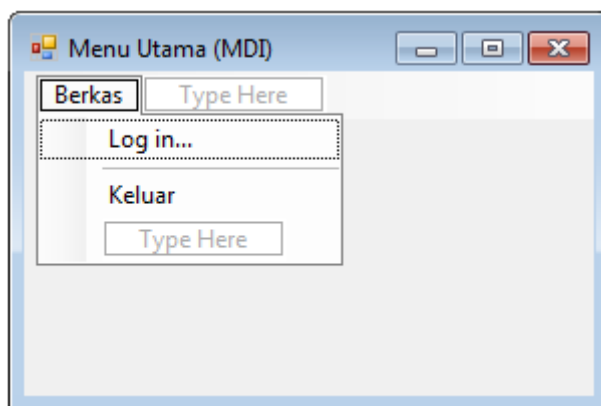 Menu Utama (MDI)
Berkas Type Here
Log in...
Keluar
Type Here